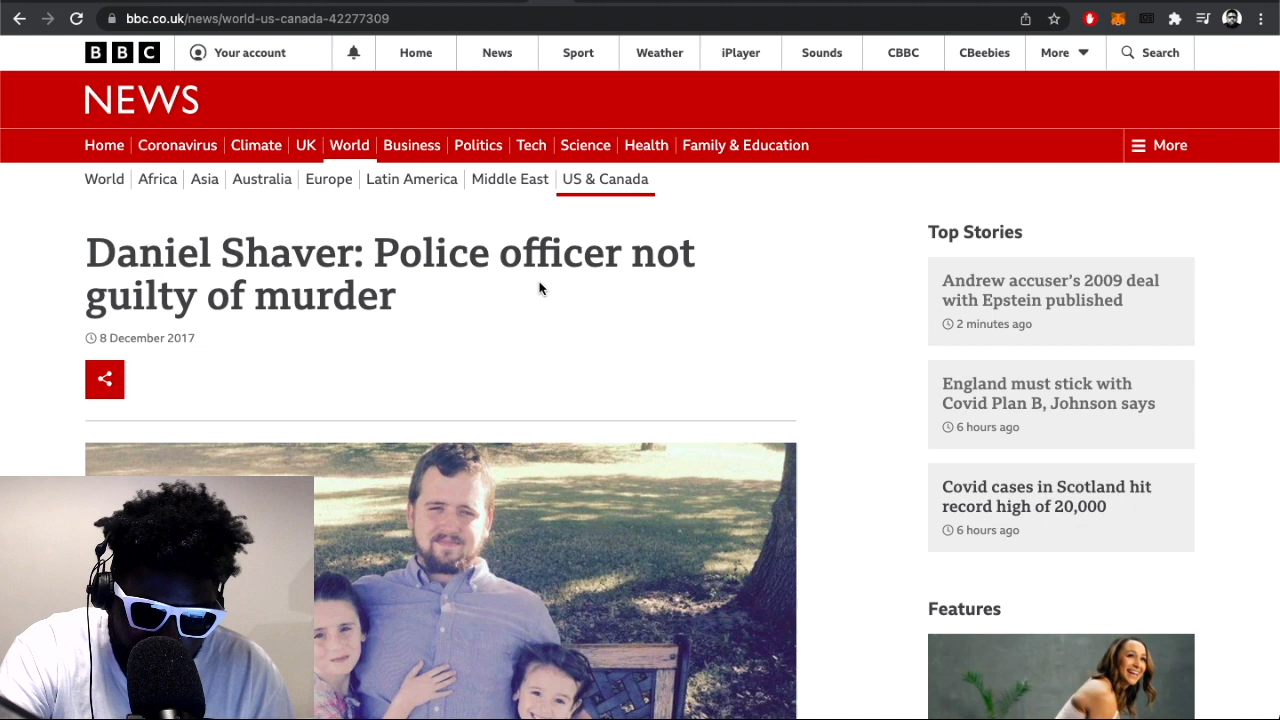 bbc.co.uk/news/world-us-canada-42277309
BBC Your account Home News Sport Weather iPlayer Sounds CBBC CBeebies More Search
NEWS
Home Coronavirus Climate UK World Business Politics Tech Science Health Family & Education More
World Africa Asia Australia Europe Latin America Middle East US & Canada
Daniel Shaver: Police officer not
guilty of murder
8 December 2017
Top Stories
Andrew accuser's 2009 deal
with Epstein published
2 minutes ago
England must stick with
Covid Plan B, Johnson says
6 hours ago
Covid cases in Scotland hit
record high of 20,000
6 hours ago
Features